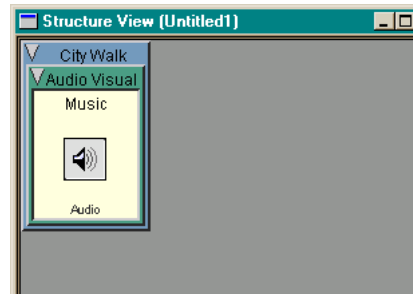 Structure View (Untitled1)
City Walk
Audio Visual
Music
Audio